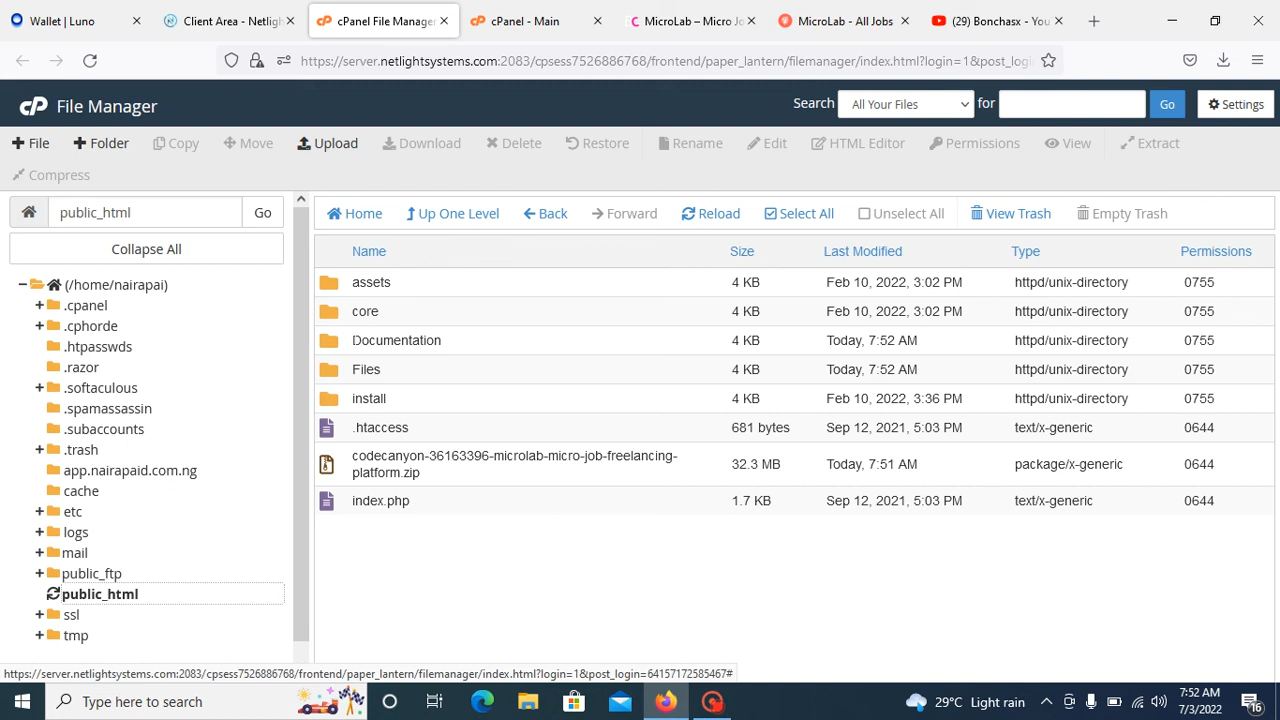 Wallet | Luno
Client Area - Netligh
cPanel File Manager
cPanel - Main
MicroLab – Micro Jo
MicroLab - All Jobs
(29) Bonchasx - You
https://server.netlightsystems.com:2083/cpsess7526886768/frontend/paper_lantern/filemanager/index.html?login=1&post_logi
cP File Manager
Search All Your Files for Go Settings
File Folder Copy Move Upload Download Delete Restore Rename Edit HTML Editor Permissions View Extract
Compress
public_html Go
Home Up One Level Back Forward Reload Select All Unselect All View Trash Empty Trash
Collapse All
(/home/nairapai)
.cpanel
.cphorde
.htpasswds
.razor
.softaculous
.spamassassin
.subaccounts
.trash
app.nairapaid.com.ng
cache
etc
logs
mail
public_ftp
public_html
ssl
tmp
Name Size Last Modified Type Permissions
assets 4 KB Feb 10, 2022, 3:02 PM httpd/unix-directory 0755
core 4 KB Feb 10, 2022, 3:02 PM httpd/unix-directory 0755
Documentation 4 KB Today, 7:52 AM httpd/unix-directory 0755
Files 4 KB Today, 7:52 AM httpd/unix-directory 0755
install 4 KB Feb 10, 2022, 3:36 PM httpd/unix-directory 0755
.htaccess 681 bytes Sep 12, 2021, 5:03 PM text/x-generic 0644
codecanyon-36163396-microlab-micro-job-freelancing-
platform.zip 32.3 MB Today, 7:51 AM package/x-generic 0644
index.php 1.7 KB Sep 12, 2021, 5:03 PM text/x-generic 0644
https://server.netlightsystems.com:2083/cpsess7526886768/frontend/paper_lantern/filemanager/index.html?login=1&post_login=64157172585467#
Type here to search
29°C Light rain
7:52 AM
7/3/2022
16